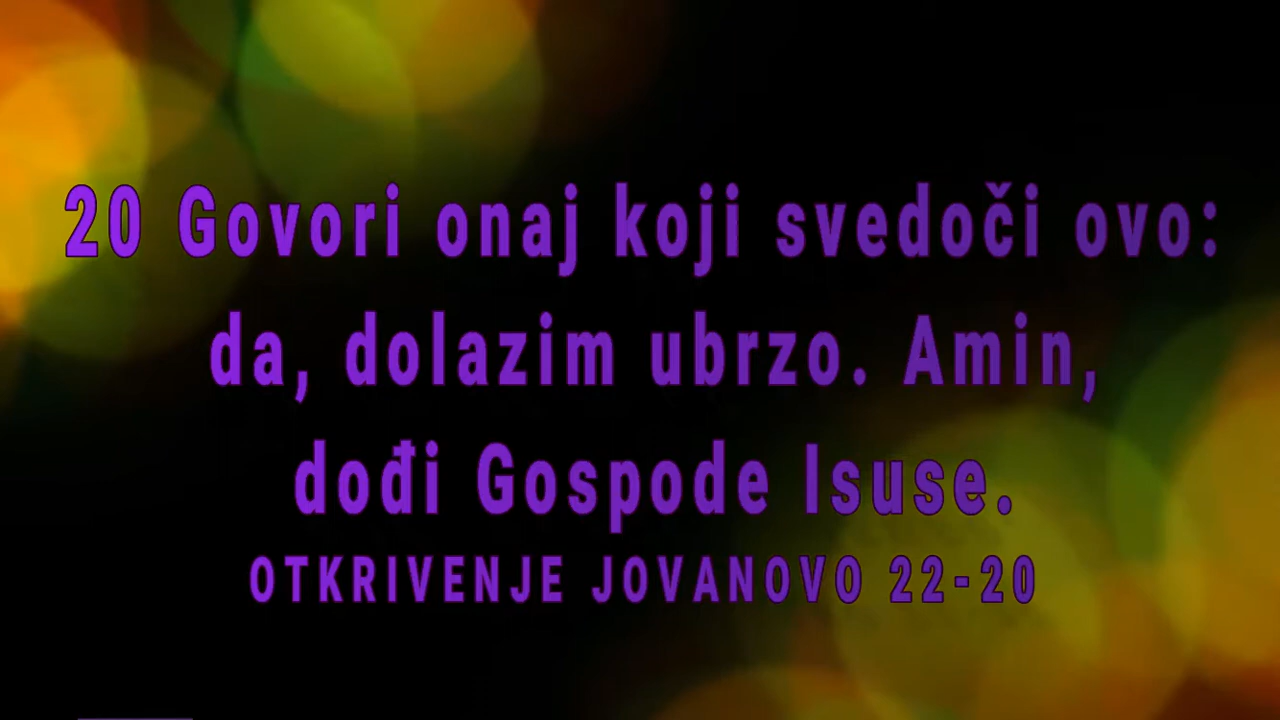 20 Govori onaj koji svedoči ovo:
da, dolazim ubrzo. Amin,
dođi Gospode Isuse.
OTKRIVENJE JOVANOVO 22-20